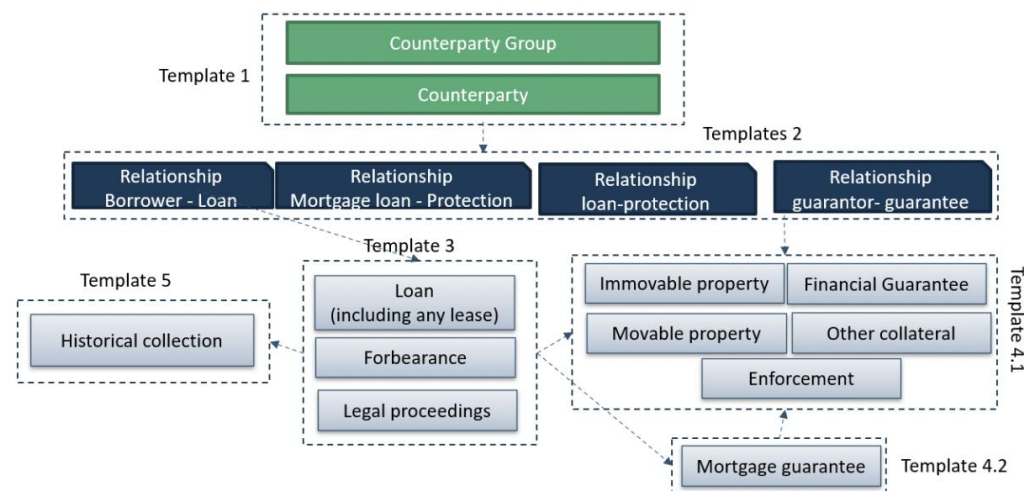 Counterparty Group
Template 1
Counterparty
Templates 2
Relationship
Borrower - Loan
Relationship
Mortgage loan - Protection
Relationship
loan-protection
Relationship
guarantor- guarantee
Template 3
Template 5
Historical collection
Loan
(including any lease)
Forbearance
Legal proceedings
Immovable property
Financial Guarantee
Movable property
Other collateral
Enforcement
Template 4.1
Mortgage guarantee
Template 4.2